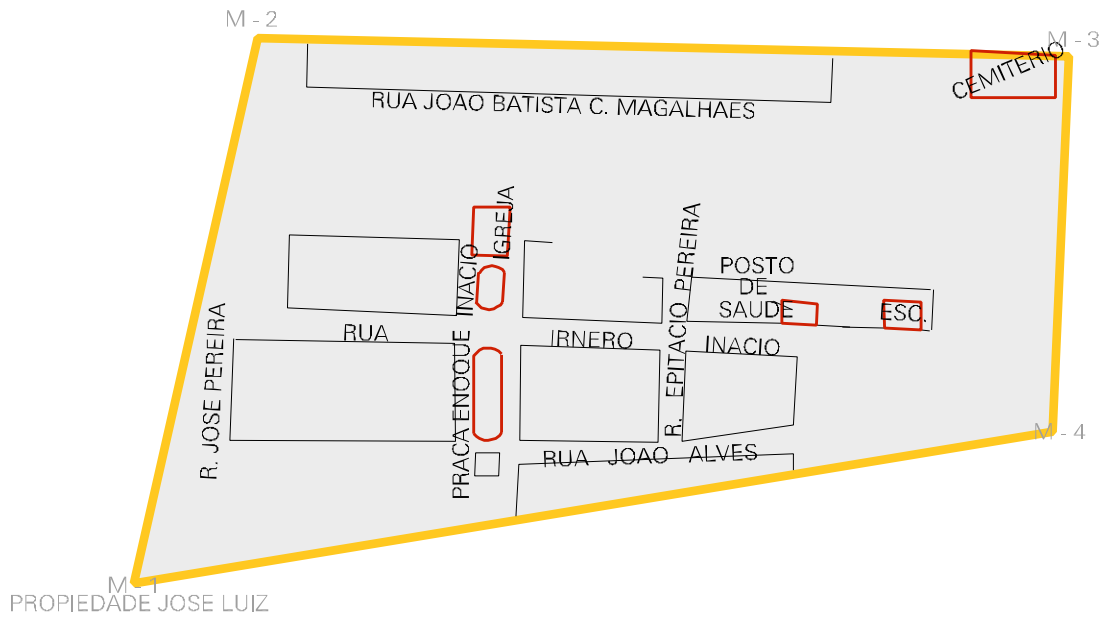 M - 2
M - 3
CEMITERIO
RUA JOAO BATISTA C. MAGALHAES
IGREJA
R. EPITACIO PEREIRA
POSTO
DE
SAUDE
ESC.
PRACA ENOQUE INACIO
R. JOSE PEREIRA
RUA IRNERO INACIO
M - 4
RUA JOAO ALVES
M - 1
PROPIEDADE JOSE LUIZ